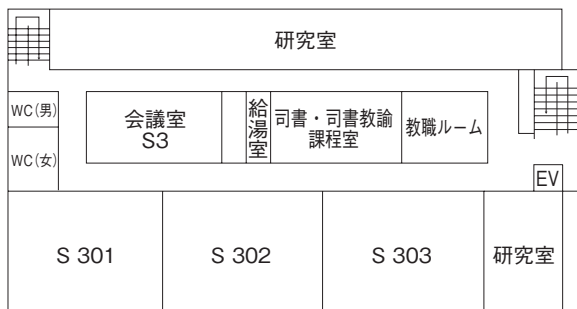 研究室
WC(男)
WC(女)
会議室
S3
給湯室
司書・司書教諭
課程室
教職ルーム
EV
S 301
S 302
S 303
研究室